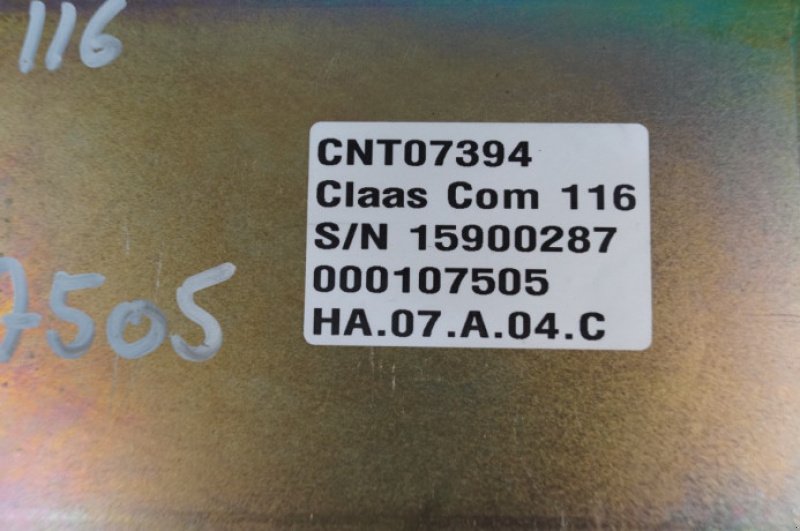 116
CNT07394
Claas Com 116
S/N 15900287
000107505
HA.07.A.04.C
7505